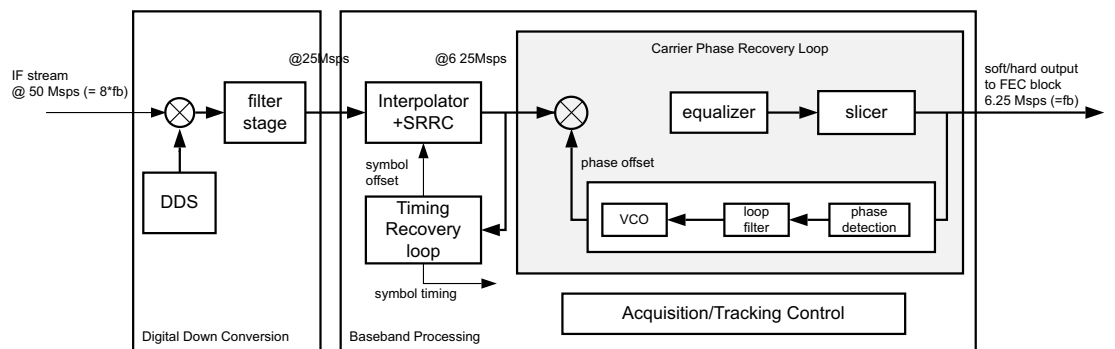 Carrier Phase Recovery Loop
@25Msps
@6 25Msps
IF stream
@ 50 Msps (= 8*fb)
soft/hard output
to FEC block
6.25 Msps (=fb)
filter
stage
Interpolator
+SRRC
equalizer
slicer
symbol
offset
phase offset
DDS
Timing
Recovery
loop
VCO
loop
filter
phase
detection
symbol timing
Acquisition/Tracking Control
Digital Down Conversion
Baseband Processing